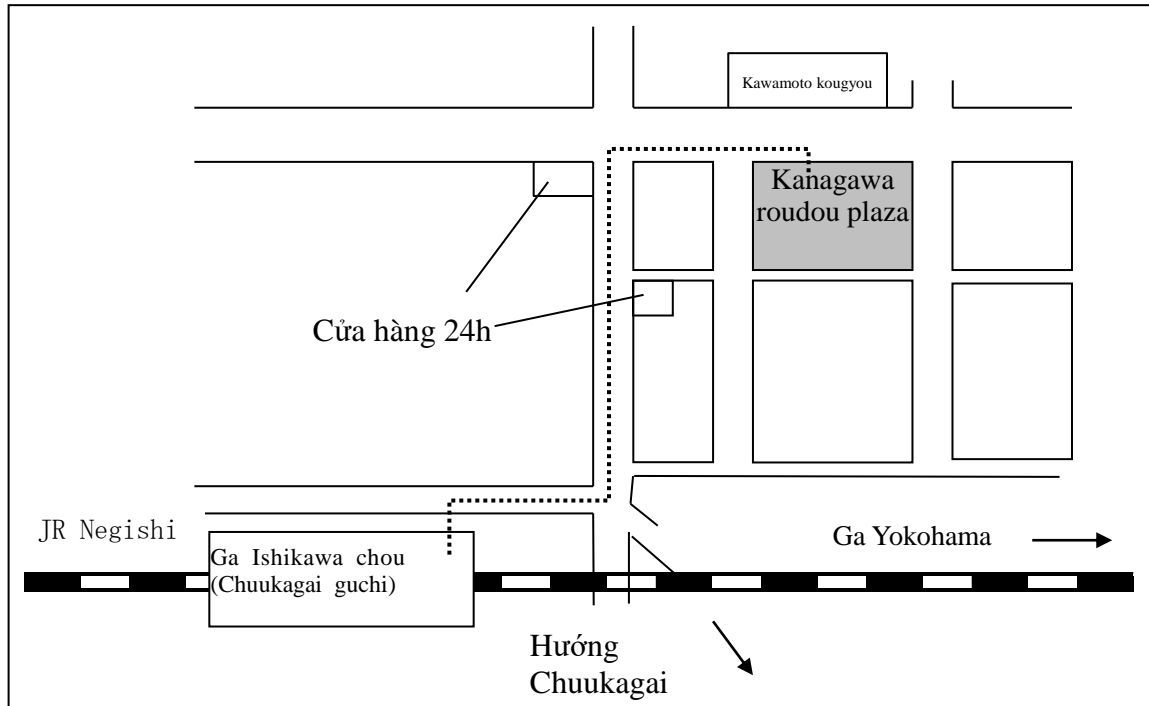 Kawamoto kougyou
Kanagawa
roudou plaza
Cửa hàng 24h
JR Negishi
Ga Ishikawa chou
(Chuukagai guchi)
Ga Yokohama
Hướng
Chuukagai